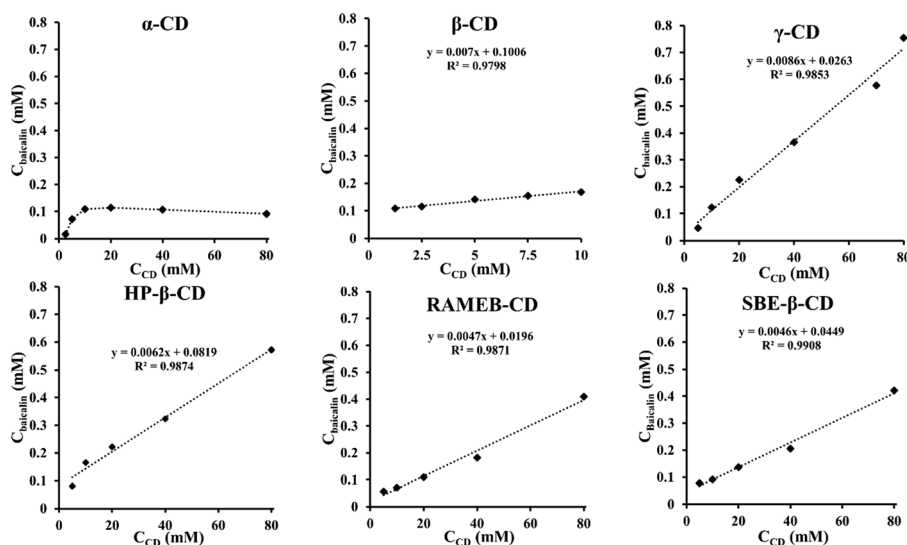 α-CD
0.8
0.7
0.6
0.5
0.4
0.3
0.2
0.1
0
C_baicalin (mM)
0 20 40 60 80
C_CD (mM)
β-CD
y = 0.007x + 0.1006
R² = 0.9798
0.8
0.7
0.6
0.5
0.4
0.3
0.2
0.1
0
C_baicalin (mM)
0 2.5 5 7.5 10
C_CD (mM)
γ-CD
y = 0.0086x + 0.0263
R² = 0.9853
0.8
0.7
0.6
0.5
0.4
0.3
0.2
0.1
0
C_baicalin (mM)
0 20 40 60 80
C_CD (mM)
HP-β-CD
y = 0.0062x + 0.0819
R² = 0.9874
0.8
0.7
0.6
0.5
0.4
0.3
0.2
0.1
0
C_baicalin (mM)
0 20 40 60 80
C_CD (mM)
RAMEB-CD
y = 0.0047x + 0.0196
R² = 0.9871
0.8
0.7
0.6
0.5
0.4
0.3
0.2
0.1
0
C_baicalin (mM)
0 20 40 60 80
C_CD (mM)
SBE-β-CD
y = 0.0046x + 0.0449
R² = 0.9908
0.8
0.7
0.6
0.5
0.4
0.3
0.2
0.1
0
C_Baicalin (mM)
0 20 40 60 80
C_CD (mM)